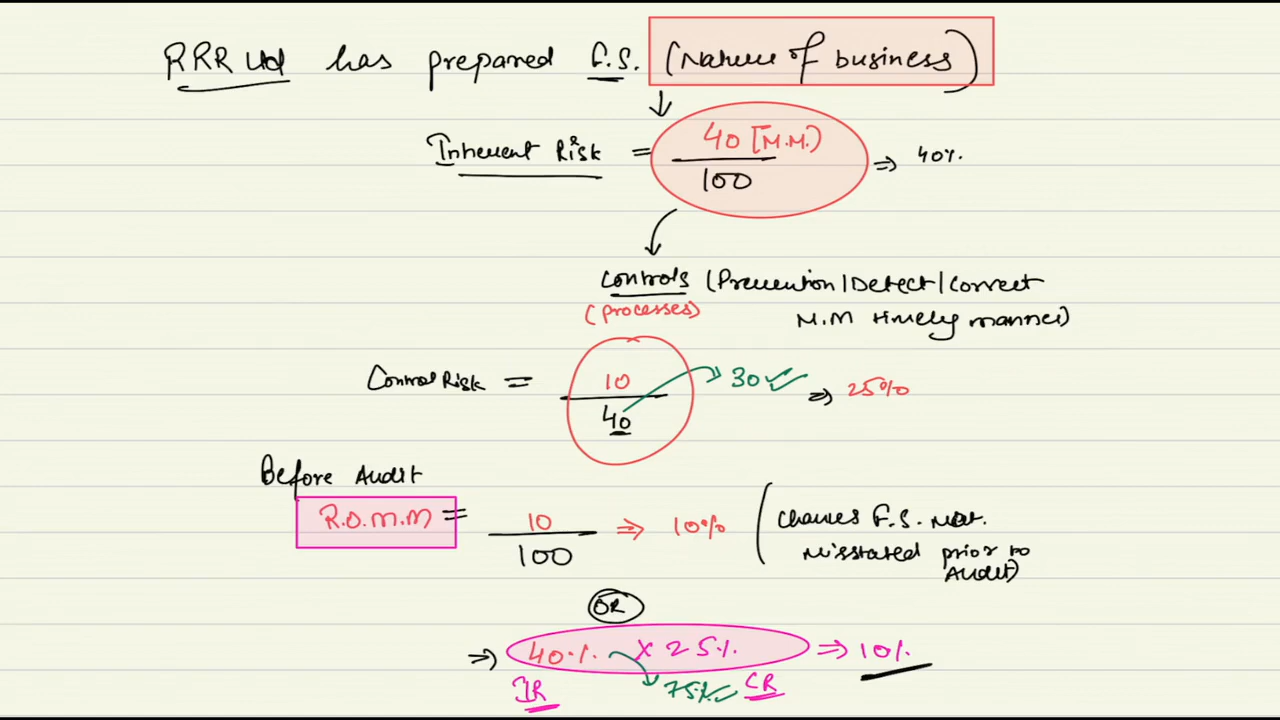 RRR Ltd has prepared F.S. (Nature of business)
Inherent Risk = 40 [M.M.) / 100 ⇒ 40%
Controls (Prevention/Detect/Correct
(processes) M.M timely manner)
Control Risk = 10 / 40 → 30 ✓ ⇒ 25%
Before Audit
R.O.M.M = 10 / 100 ⇒ 10% (Chances F.S. Mat.
Misstated prior to
Audit)
OR
⇒ 40% × 25% ⇒ 10%
IR 75% ✓ CR